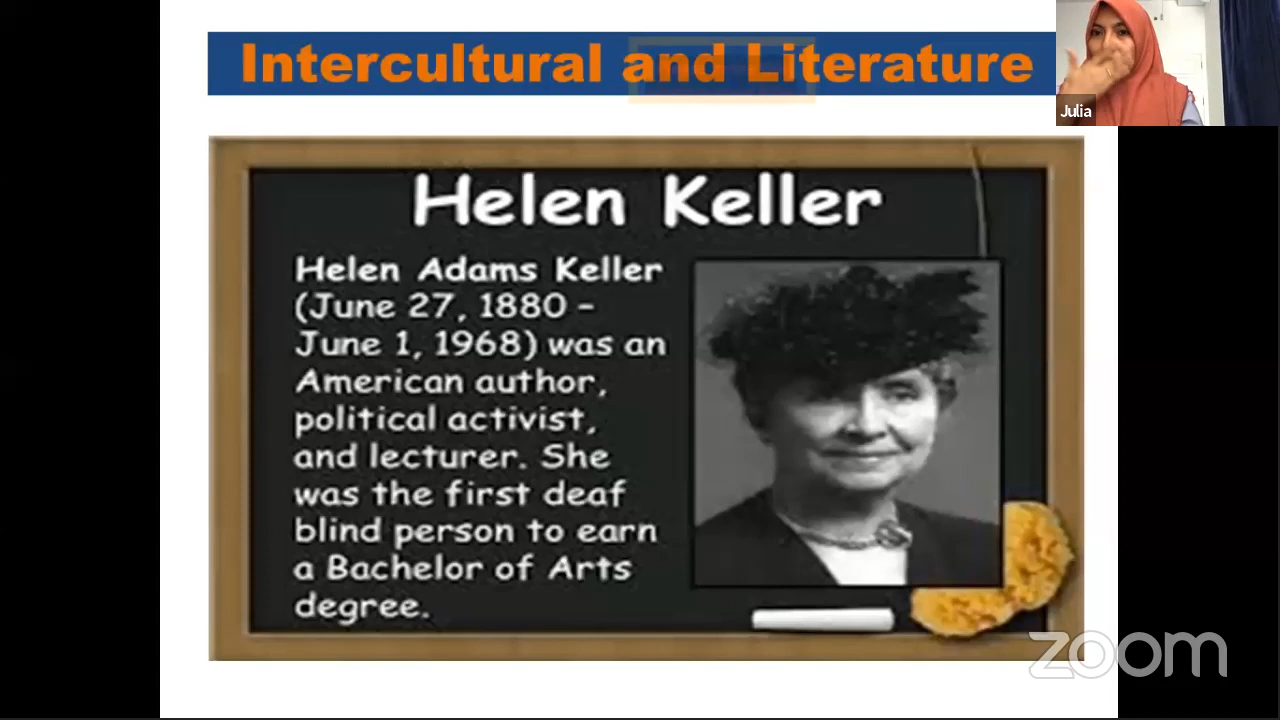 Intercultural and Literature
Julia
Helen Keller
Helen Adams Keller
(June 27, 1880 –
June 1, 1968) was an
American author,
political activist,
and lecturer. She
was the first deaf
blind person to earn
a Bachelor of Arts
degree.
zoom